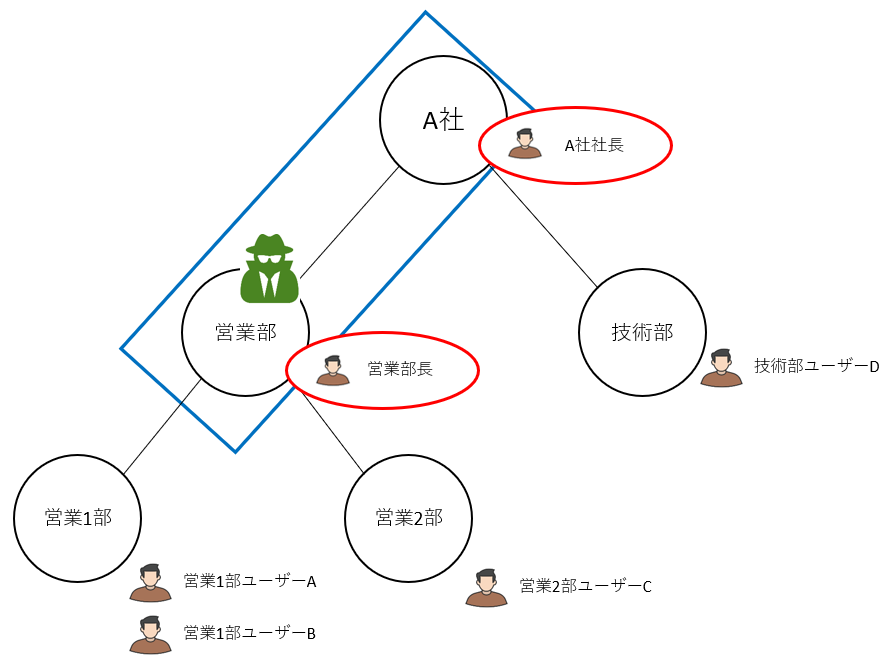 A社
A社社長
営業部
技術部
営業部長
技術部ユーザーD
営業1部
営業2部
営業1部ユーザーA
営業2部ユーザーC
営業1部ユーザーB